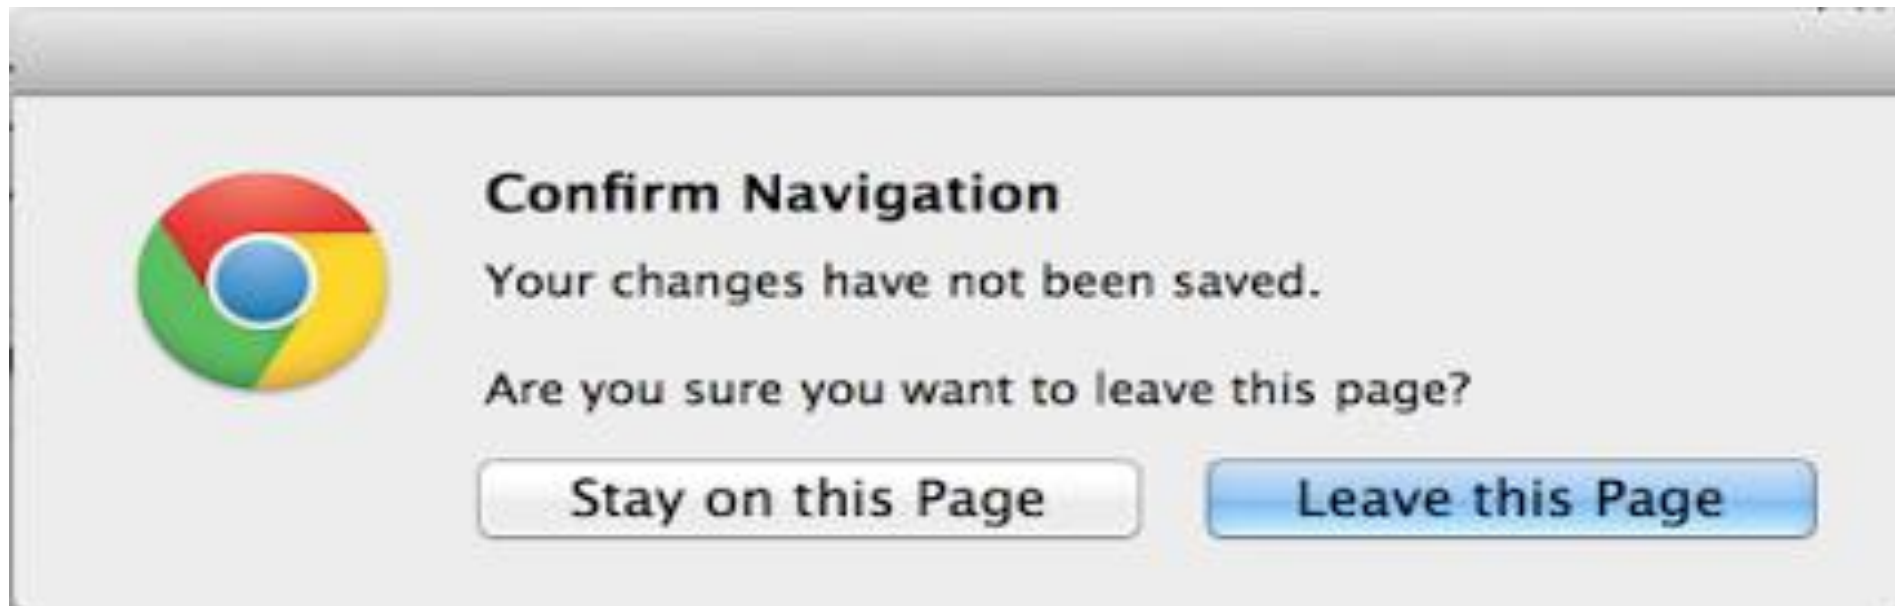 Confirm Navigation
Your changes have not been saved.
Are you sure you want to leave this page?
Stay on this Page
Leave this Page